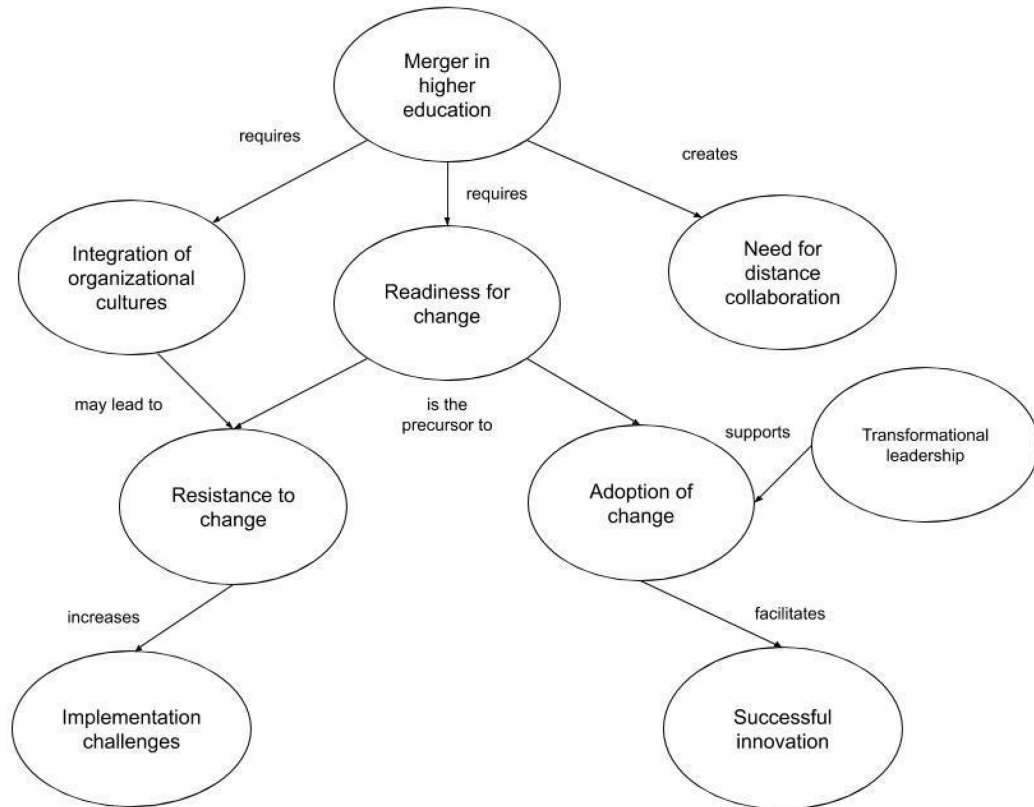 Merger in
higher
education
requires
creates
requires
Integration of
organizational
cultures
Readiness for
change
Need for
distance
collaboration
may lead to
is the
precursor to
supports
Transformational
leadership
Resistance to
change
Adoption of
change
increases
facilitates
Implementation
challenges
Successful
innovation